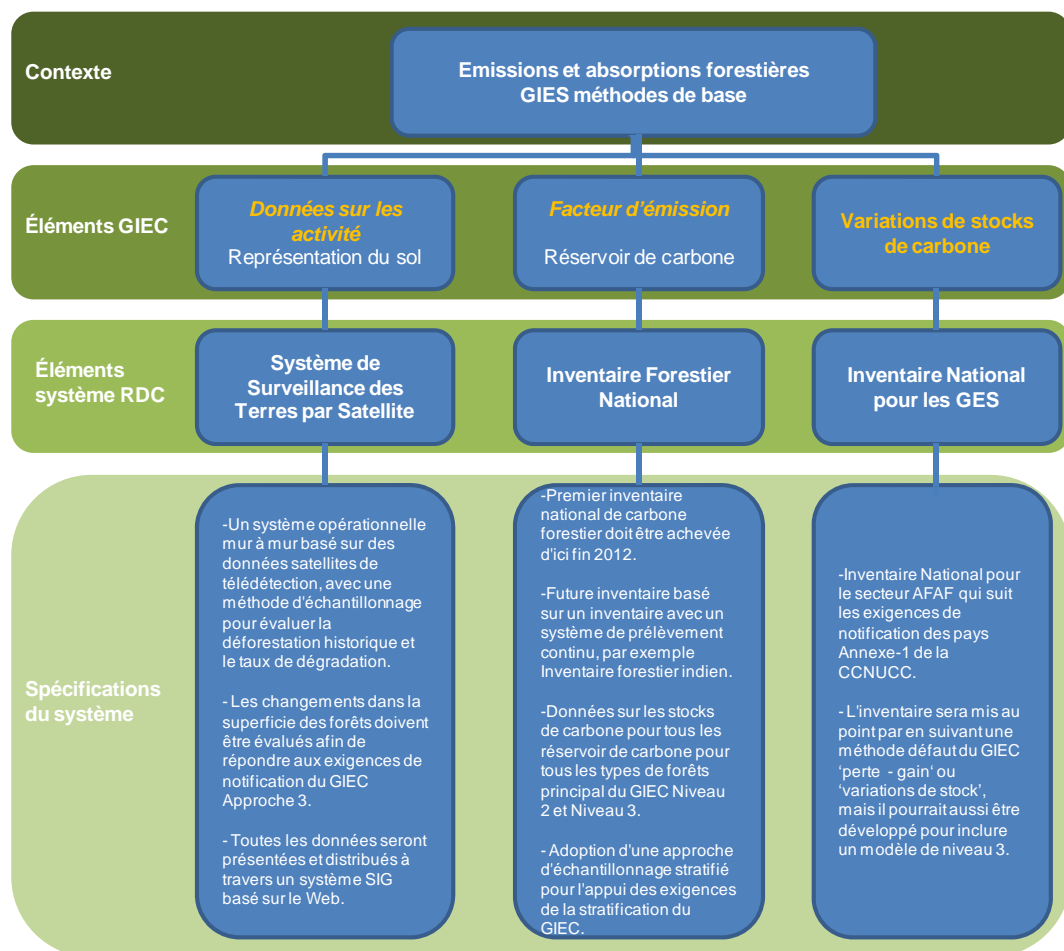 Contexte
Emissions et absorptions forestières
GIES méthodes de base
Éléments GIEC
Données sur les
activité
Représentation du sol
Facteur d'émission
Réservoir de carbone
Variations de stocks
de carbone
Éléments
système RDC
Système de
Surveillance des
Terres par Satellite
Inventaire Forestier
National
Inventaire National
pour les GES
Spécifications
du système
-Un système opérationnelle
mur à mur basé sur des
données satellites de
télédétection, avec une
méthode d'échantillonnage
pour évaluer la
déforestation historique et
le taux de dégradation.
- Les changements dans la
superficie des forêts doivent
être évalués afin de
répondre aux exigences de
notification du GIEC
Approche 3.
- Toutes les données seront
présentées et distribués à
travers un système SIG
basé sur le Web.
-Premier inventaire
national de carbone
forestier doit être achevée
d'ici fin 2012.
-Future inventaire basé
sur un inventaire avec un
système de prélèvement
continu, par exemple
Inventaire forestier indien.
-Données sur les stocks
de carbone pour tous les
réservoir de carbone pour
tous les types de forêts
principal du GIEC Niveau
2 et Niveau 3.
- Adoption d'une approche
d'échantillonnage stratifié
pour l'appui des exigences
de la stratification du
GIEC.
-Inventaire National pour
le secteur AFAF qui suit
les exigences de
notification des pays
Annexe-1 de la
CCNUCC.
- L'inventaire sera mis au
point par en suivant une
méthode défaut du GIEC
'perte - gain' ou
'variations de stock',
mais il pourrait aussi être
développé pour inclure
un modèle de niveau 3.